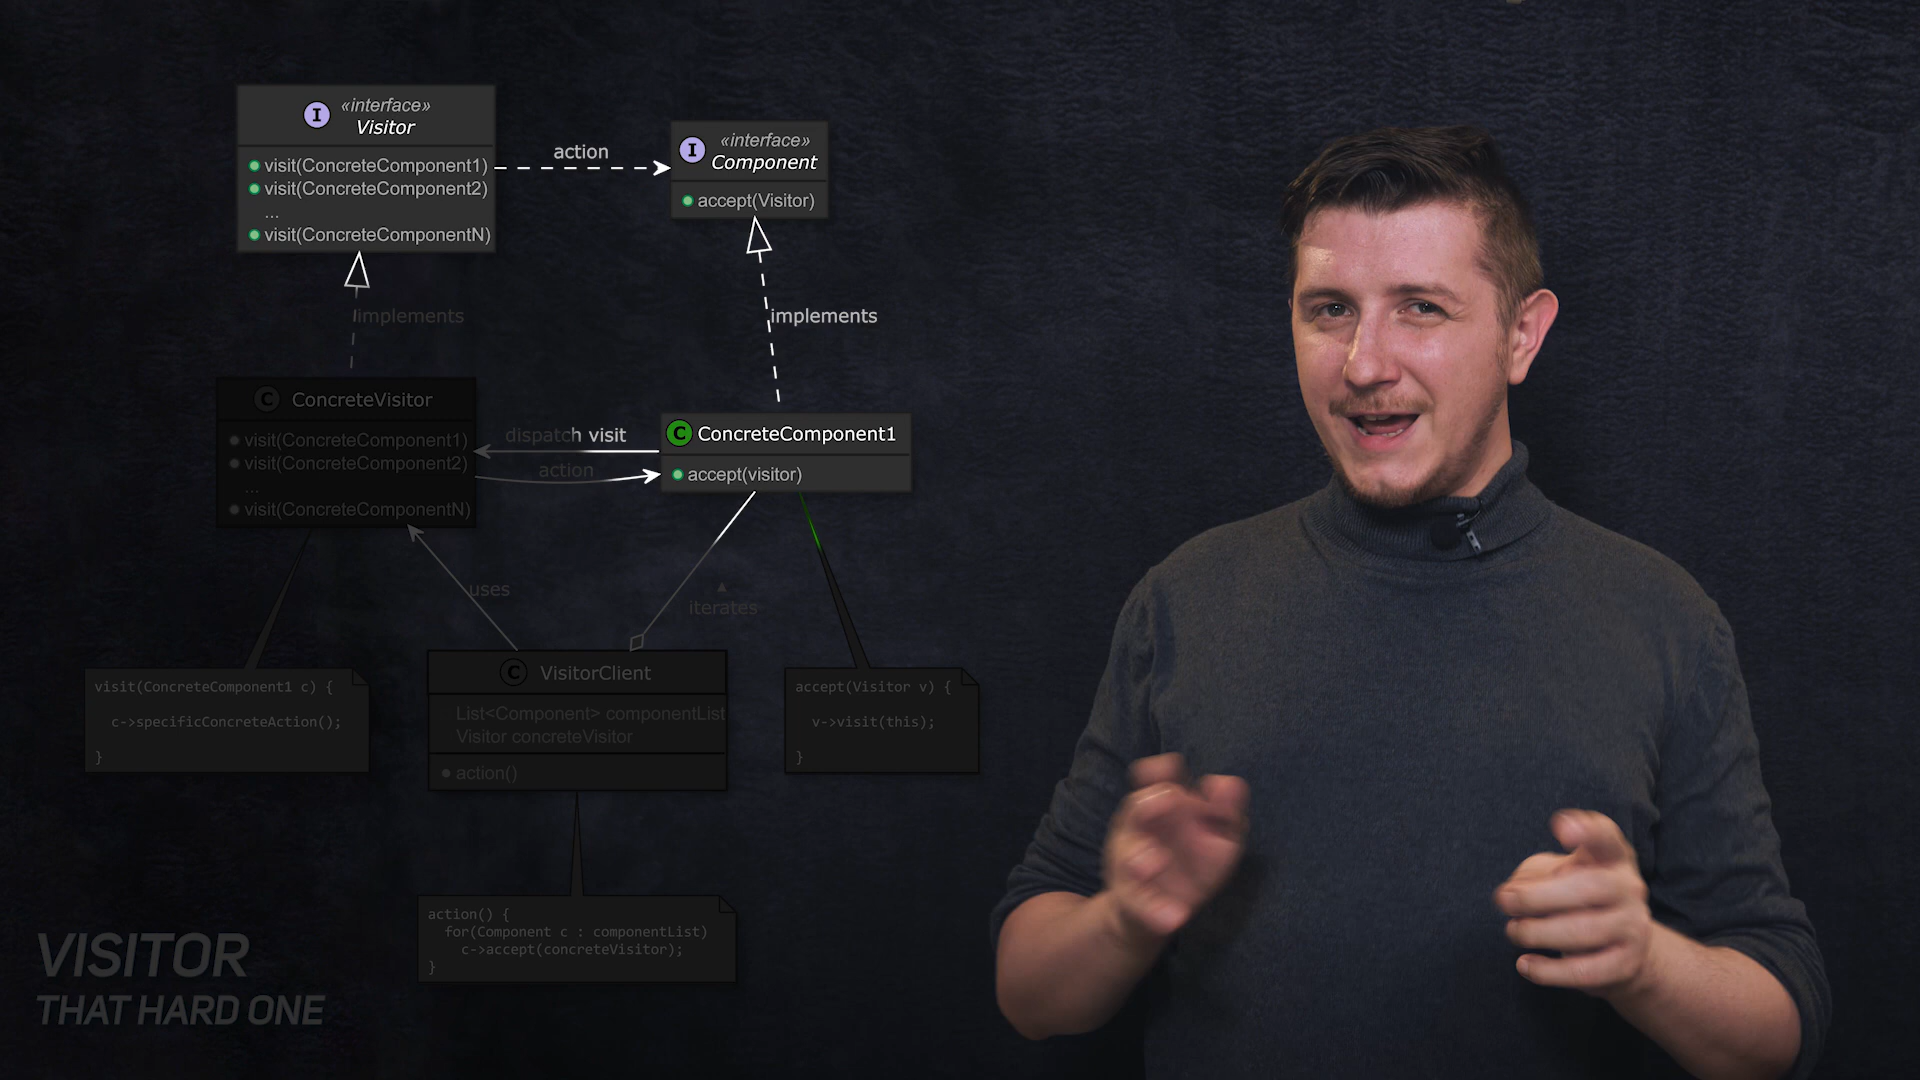 I «interface»
Visitor
visit(ConcreteComponent1)
visit(ConcreteComponent2)
...
visit(ConcreteComponentN)
action
I «interface»
Component
accept(Visitor)
implements
implements
C ConcreteVisitor
visit(ConcreteComponent1)
visit(ConcreteComponent2)
...
visit(ConcreteComponentN)
dispatch visit
action
C ConcreteComponent1
accept(visitor)
uses
iterates
visit(ConcreteComponent1 c) {
c->specificConcreteAction();
}
C VisitorClient
List<Component> componentList
Visitor concreteVisitor
action()
accept(Visitor v) {
v->visit(this);
}
action() {
for(Component c : componentList)
c->accept(concreteVisitor);
}
VISITOR
THAT HARD ONE